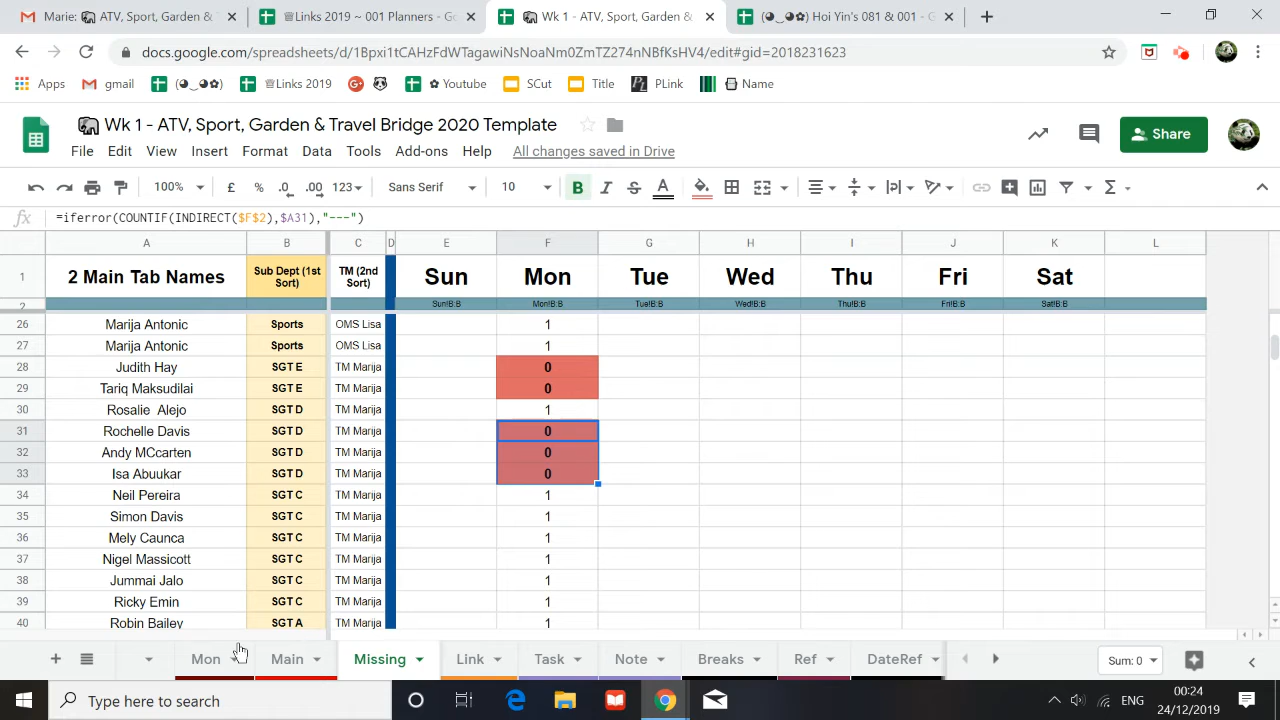 Marie: ATV, Sport, Garden &
Links 2019 ~ 001 Planners - Go
Wk 1 - ATV, Sport, Garden &
(◕‿◕✿) Hoi Yin's 081 & 001 - G
docs.google.com/spreadsheets/d/1Bpxi1tCAHzFdWTagawiNsNoaNm0ZmTZ274nNBfKsHV4/edit#gid=2018231623
Apps
gmail
(◕‿◕✿)
Links 2019
✿ Youtube
SCut
Title
PLink
Name
Wk 1 - ATV, Sport, Garden & Travel Bridge 2020 Template
File Edit View Insert Format Data Tools Add-ons Help All changes saved in Drive
Share
100% £ % .0 .00 123 Sans Serif 10 B I S A Σ
fx =iferror(COUNTIF(INDIRECT($F$2),$A31),"---")
A B C D E F G H I J K L
1 2 Main Tab Names Sub Dept (1st Sort) TM (2nd Sort) Sun Mon Tue Wed Thu Fri Sat
2 Sun!B:B Mon!B:B Tue!B:B Wed!B:B Thu!B:B Fri!B:B Sat!B:B
26 Marija Antonic Sports OMS Lisa 1
27 Marija Antonic Sports OMS Lisa 1
28 Judith Hay SGT E TM Marija 0
29 Tariq Maksudilai SGT E TM Marija 0
30 Rosalie Alejo SGT D TM Marija 1
31 Rochelle Davis SGT D TM Marija 0
32 Andy MCcarten SGT D TM Marija 0
33 Isa Abuukar SGT D TM Marija 0
34 Neil Pereira SGT C TM Marija 1
35 Simon Davis SGT C TM Marija 1
36 Mely Caunca SGT C TM Marija 1
37 Nigel Massicott SGT C TM Marija 1
38 Jummai Jalo SGT C TM Marija 1
39 Ricky Emin SGT C TM Marija 1
40 Robin Bailey SGT A TM Marija 1
Mon Main Missing Link Task Note Breaks Ref DateRef
Sum: 0
Type here to search
ENG
00:24
24/12/2019